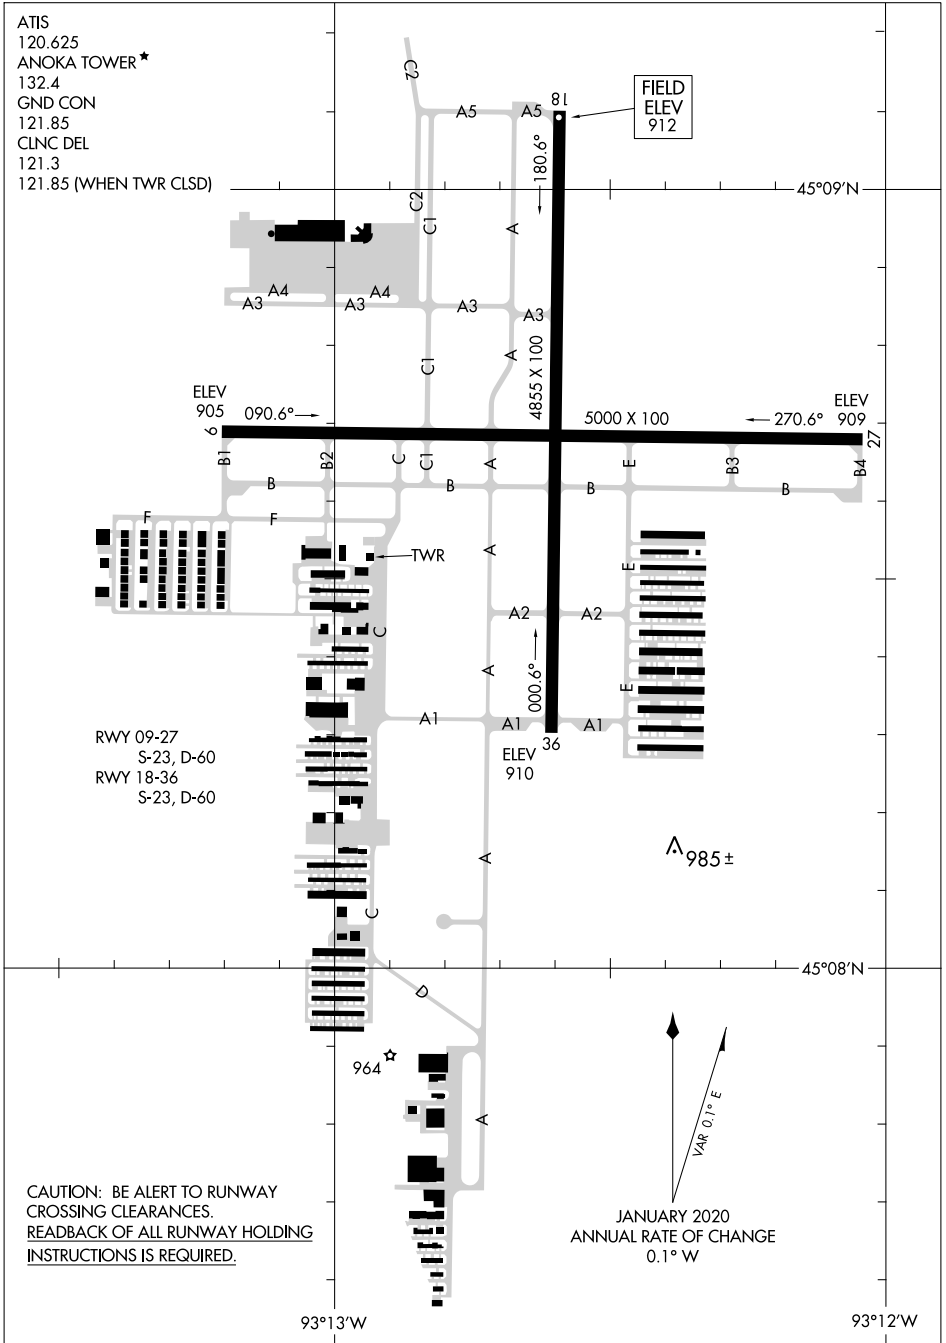 ATIS
120.625
ANOKA TOWER ★
132.4
GND CON
121.85
CLNC DEL
121.3
121.85 (WHEN TWR CLSD)
C2
A5
A5
18
FIELD
ELEV
912
180.6°
45°09'N
C2
C1
A
A4
A4
A3
A3
A3
A3
C1
A
4855 X 100
ELEV
905
090.6°
9
5000 X 100
270.6°
ELEV
909
27
B1
B2
C
C1
A
E
B3
B4
B
B
B
B
F
F
TWR
A
E
A2
A2
C
A
E
000.6°
A1
A1
A1
36
ELEV
910
RWY 09-27
S-23, D-60
RWY 18-36
S-23, D-60
985 ±
A
C
45°08'N
D
964
A
VAR 0.1° E
JANUARY 2020
ANNUAL RATE OF CHANGE
0.1° W
CAUTION: BE ALERT TO RUNWAY
CROSSING CLEARANCES.
READBACK OF ALL RUNWAY HOLDING
INSTRUCTIONS IS REQUIRED.
93°13'W
93°12'W